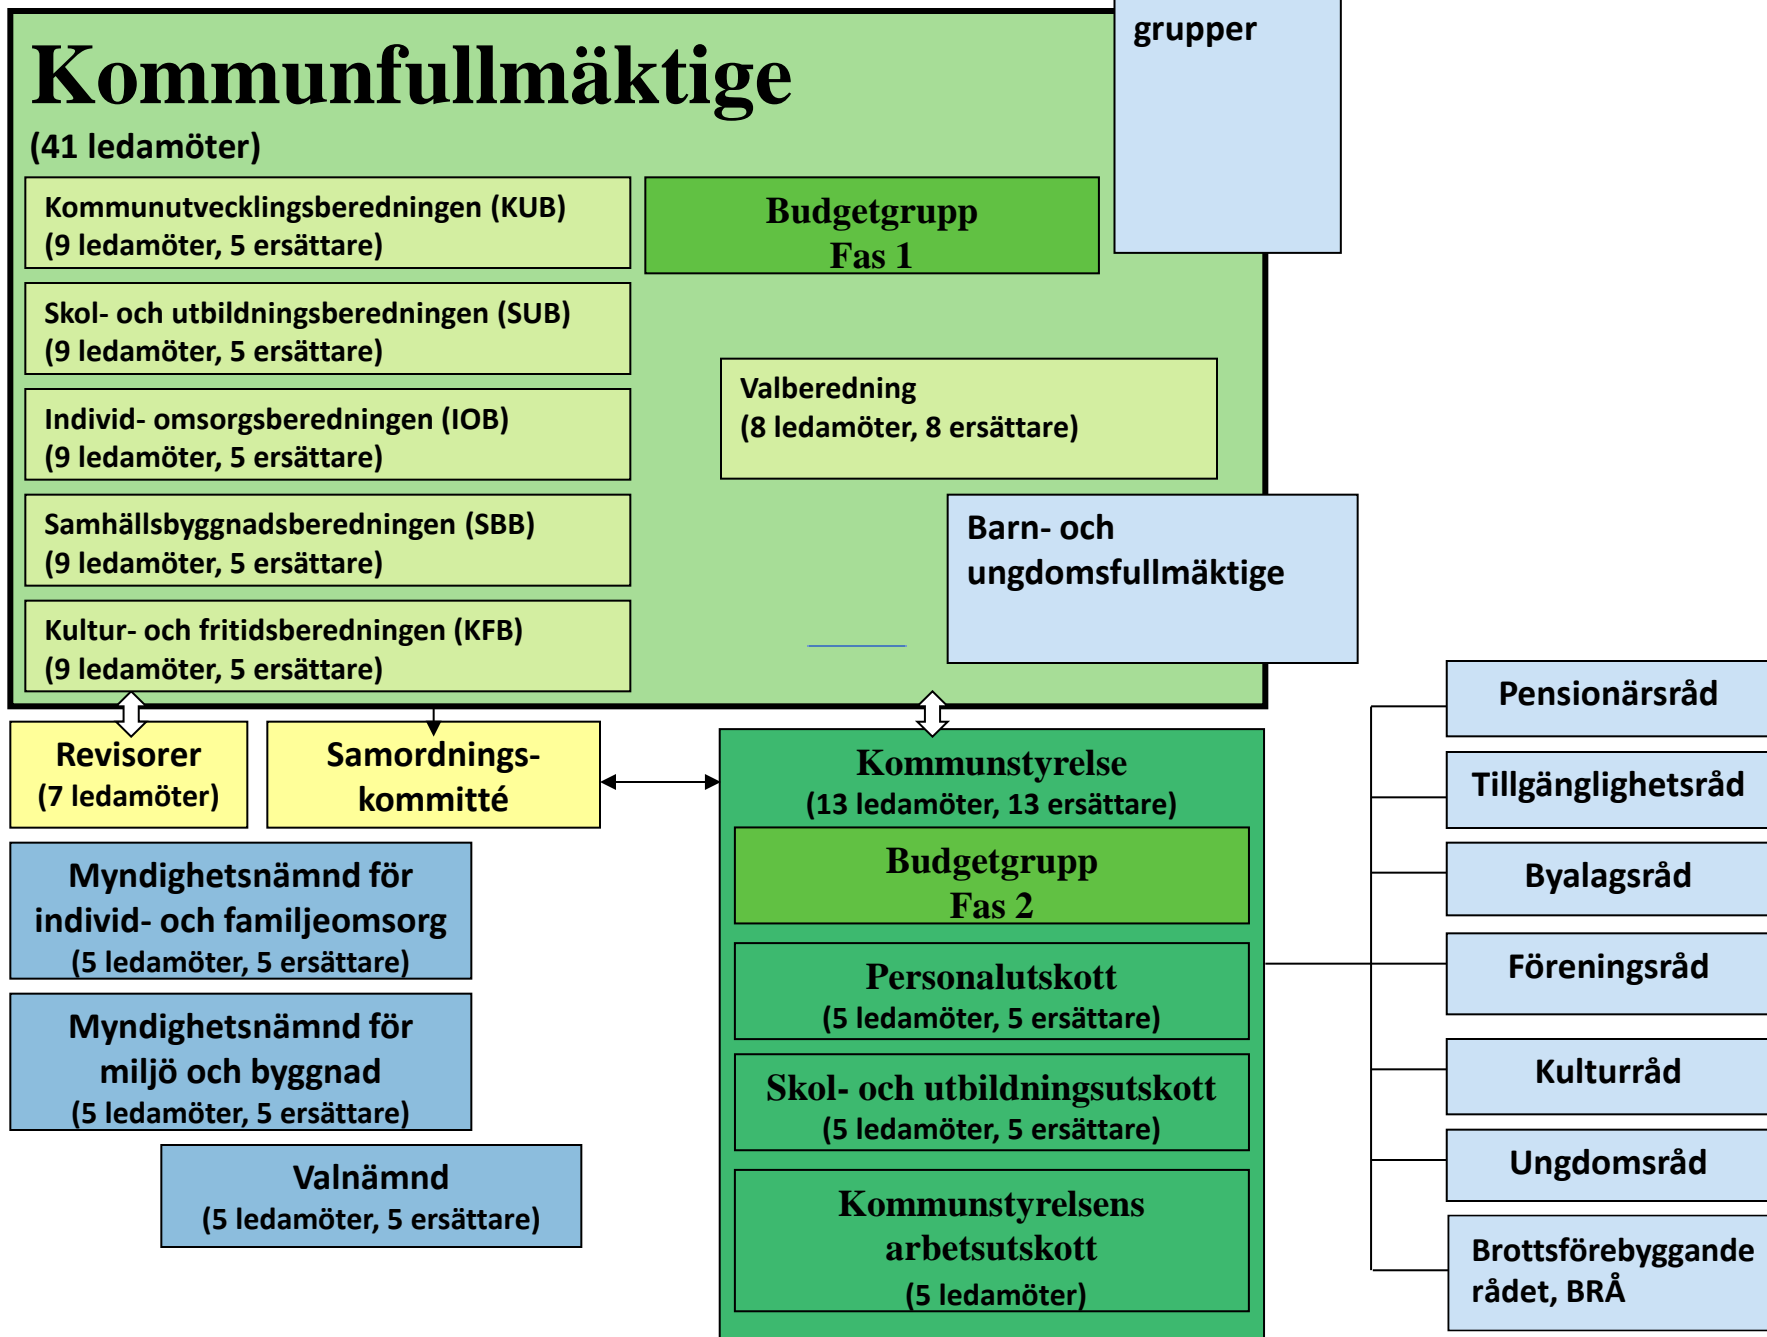 grupper
Kommunfullmäktige
(41 ledamöter)
Kommunutvecklingsberedningen (KUB)
(9 ledamöter, 5 ersättare)
Budgetgrupp
Fas 1
Skol- och utbildningsberedningen (SUB)
(9 ledamöter, 5 ersättare)
Valberedning
(8 ledamöter, 8 ersättare)
Individ- omsorgsberedningen (IOB)
(9 ledamöter, 5 ersättare)
Samhällsbyggnadsberedningen (SBB)
(9 ledamöter, 5 ersättare)
Barn- och
ungdomsfullmäktige
Kultur- och fritidsberedningen (KFB)
(9 ledamöter, 5 ersättare)
Revisorer
(7 ledamöter)
Samordnings-
kommitté
Kommunstyrelse
(13 ledamöter, 13 ersättare)
Budgetgrupp
Fas 2
Personalutskott
(5 ledamöter, 5 ersättare)
Skol- och utbildningsutskott
(5 ledamöter, 5 ersättare)
Kommunstyrelsens
arbetsutskott
(5 ledamöter)
Myndighetsnämnd för
individ- och familjeomsorg
(5 ledamöter, 5 ersättare)
Myndighetsnämnd för
miljö och byggnad
(5 ledamöter, 5 ersättare)
Valnämnd
(5 ledamöter, 5 ersättare)
Pensionärsråd
Tillgänglighetsråd
Byalagsråd
Föreningsråd
Kulturråd
Ungdomsråd
Brottsförebyggande
rådet, BRÅ